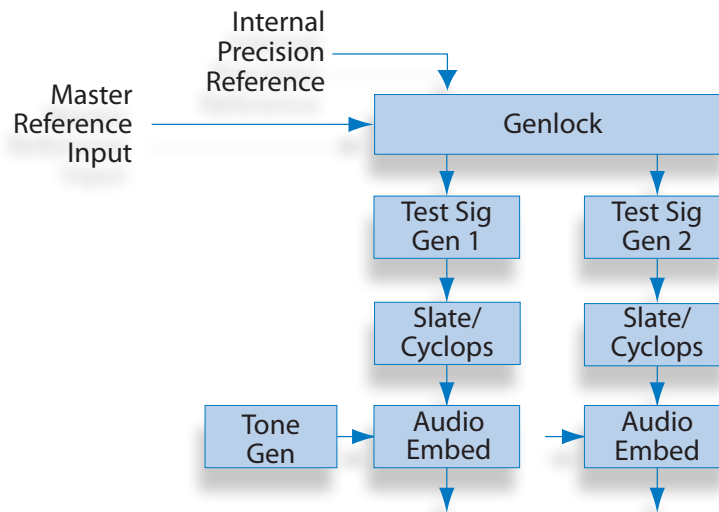 Internal
Precision
Reference
Master
Reference
Input
Genlock
Test Sig
Gen 1
Test Sig
Gen 2
Slate/
Cyclops
Slate/
Cyclops
Tone
Gen
Audio
Embed
Audio
Embed